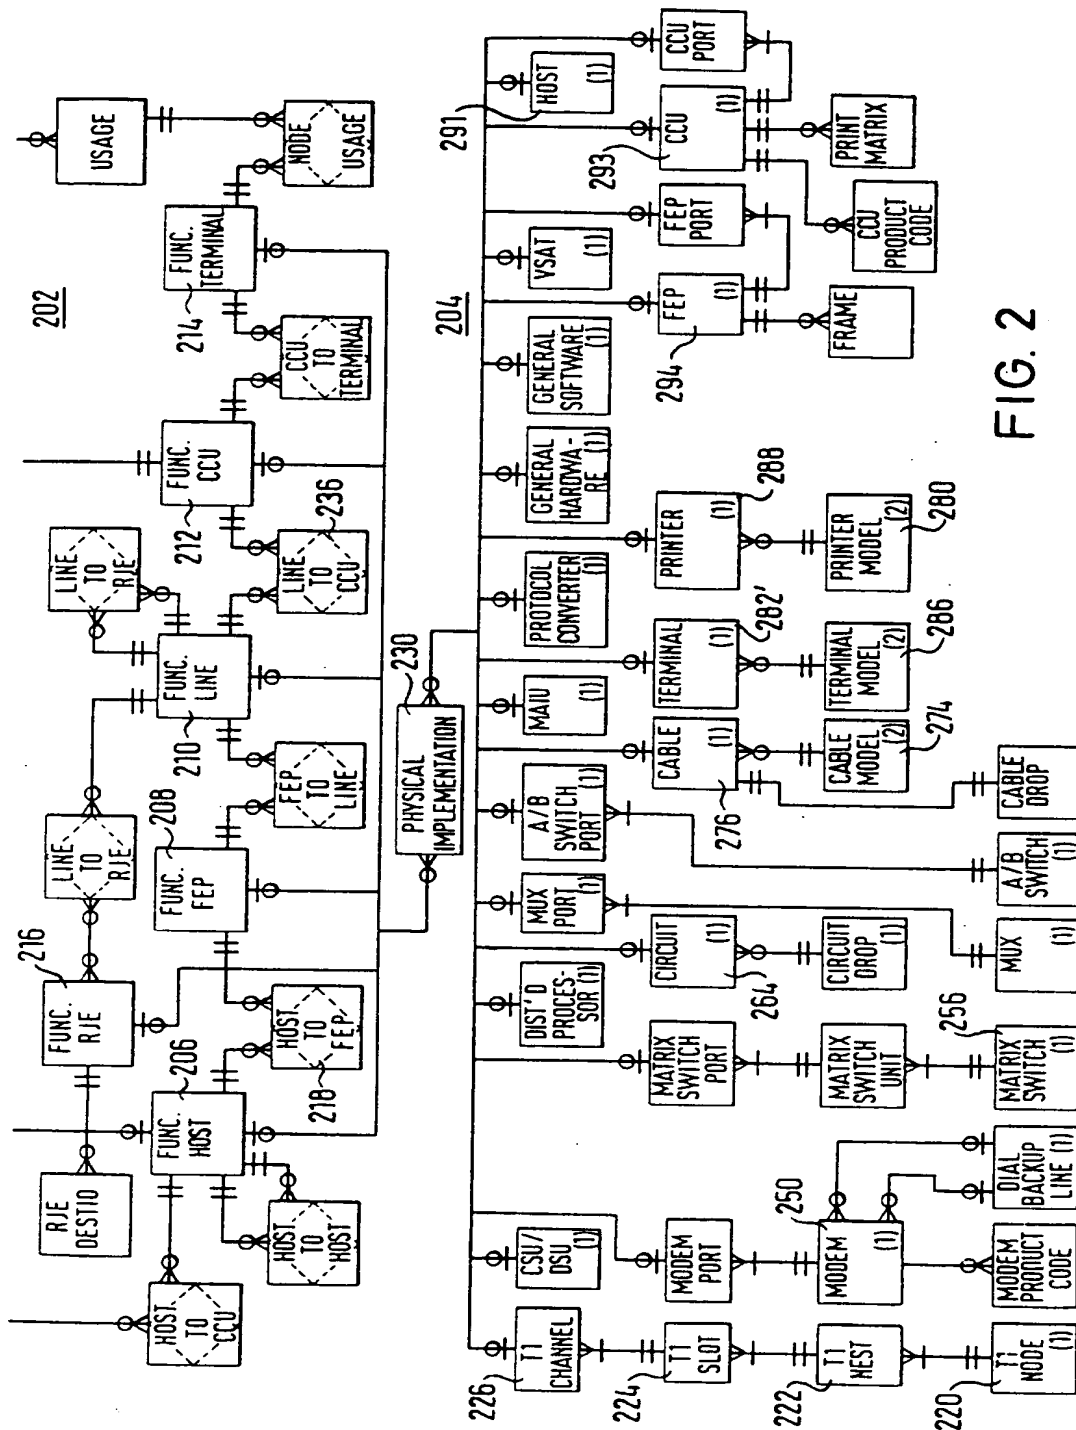 202
USAGE
NODE
USAGE
FUNC.
TERMINAL
214
CCU
TO
TERMINAL
FUNC.
CCU
212
LINE
TO
RJE
236
LINE
TO
CCU
FUNC.
LINE
210
LINE
TO
RJE
FEP
TO
LINE
208
FUNC.
FEP
216
FUNC.
RJE
HOST
TO
FEP
218
206
FUNC.
HOST
RJE
DESTIO
HOST
TO
HOST
HOST
TO
CCU
230
PHYSICAL
IMPLEMENTATION
204
T1
CHANNEL
226
CSU/
DSU
(1)
DIST'D
PROCES-
SOR (1)
MUX
PORT
(1)
A/B
SWITCH
PORT
(1)
MAIU
(1)
PROTOCOL
CONVERTER
(1)
GENERAL
HARDWA-
RE (1)
GENERAL
SOFTWARE
(1)
VSAT
(1)
HOST
(1)
291
T1
SLOT
224
MODEM
PORT
MATRIX
SWITCH
PORT
CIRCUIT
(1)
264
CABLE
(1)
276
TERMINAL
(1)
282'
PRINTER
(1)
288
FEP
(1)
294
FEP
PORT
CCU
(1)
293
CCU
PORT
T1
NEST
222
MODEM
(1)
250
MATRIX
SWITCH
UNIT
CIRCUIT
DROP
(1)
CABLE
MODEL
(2)
274
TERMINAL
MODEL
(2)
286
PRINTER
MODEL
(2)
280
FRAME
CCU
PRODUCT
CODE
PRINT
MATRIX
T1
NODE
(1)
220
MODEM
PRODUCT
CODE
DIAL
BACKUP
LINE (1)
MATRIX
SWITCH
(1)
256
MUX
(1)
A/B
SWITCH
(1)
CABLE
DROP
FIG. 2